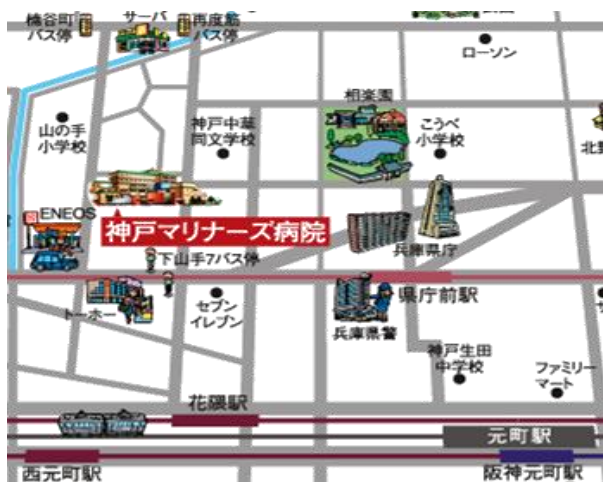 楠谷町
バス停
サーバ
再度筋
バス停
ローソン
相楽園
山の手
小学校
神戸中華
同文学校
こうべ
小学校
北野
ENEOS
神戸マリナーズ病院
下山手7バス停
兵庫県庁
県庁前駅
トーホー
セブン
イレブン
兵庫県警
神戸生田
中学校
ファミリー
マート
花隈駅
元町駅
西元町駅
阪神元町駅